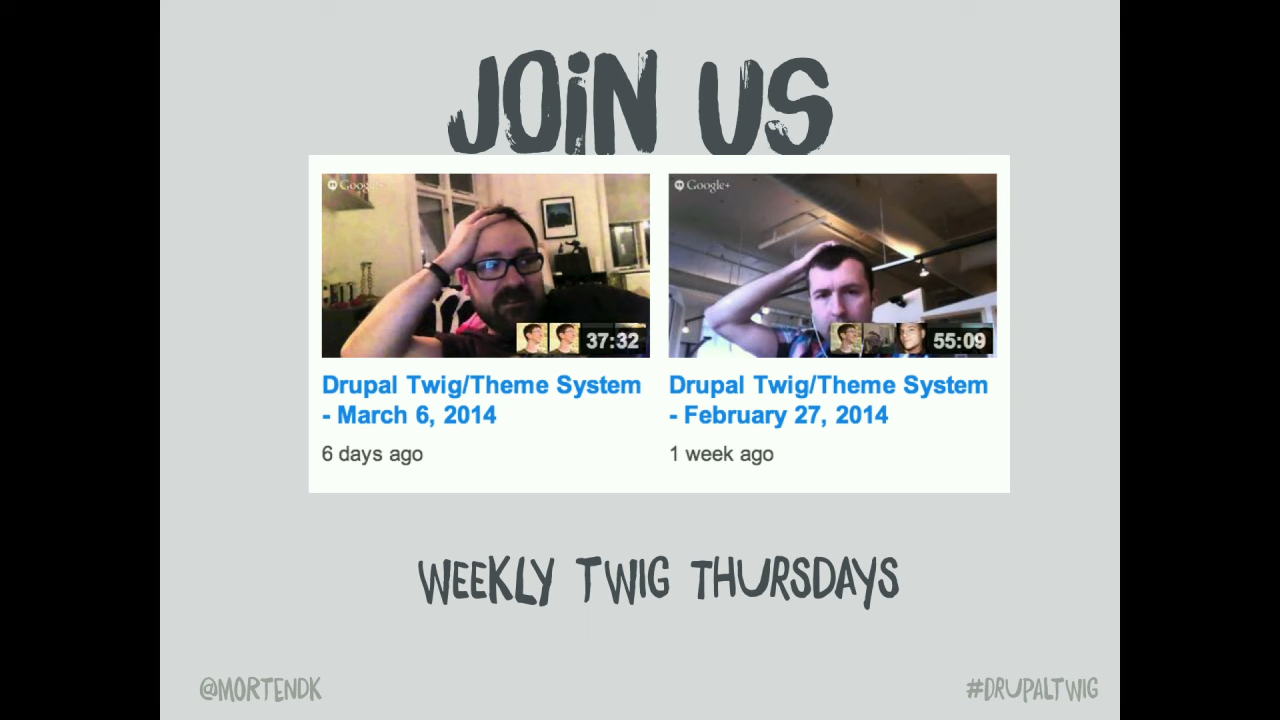 JOiN US
Google+
Google+
37:32
55:09
Drupal Twig/Theme System
- March 6, 2014
6 days ago
Drupal Twig/Theme System
- February 27, 2014
1 week ago
WEEKLY TWIG THURSDAYS
@MORTENDK
#DRUPALTWIG